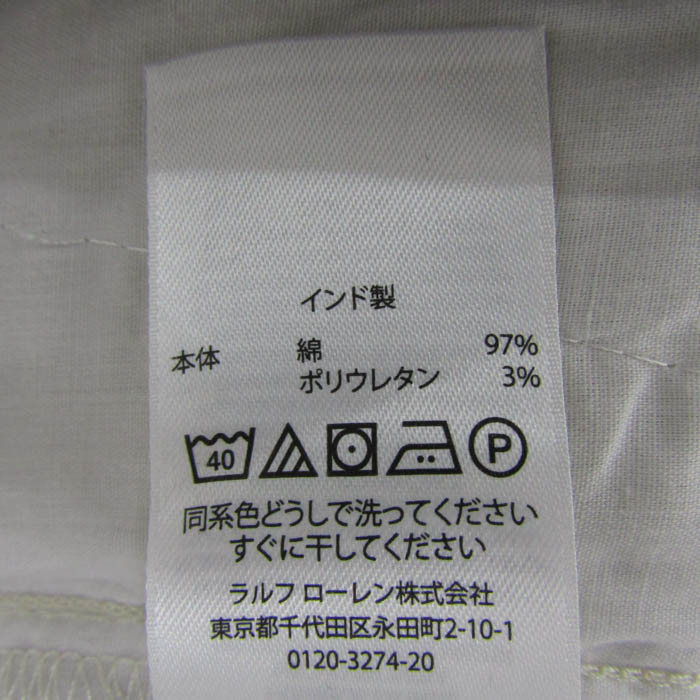 インド製
本体 綿 97%
ポリウレタン 3%
40 P
同系色どうしで洗ってください
すぐに干してください
ラルフ ローレン株式会社
東京都千代田区永田町2-10-1
0120-3274-20